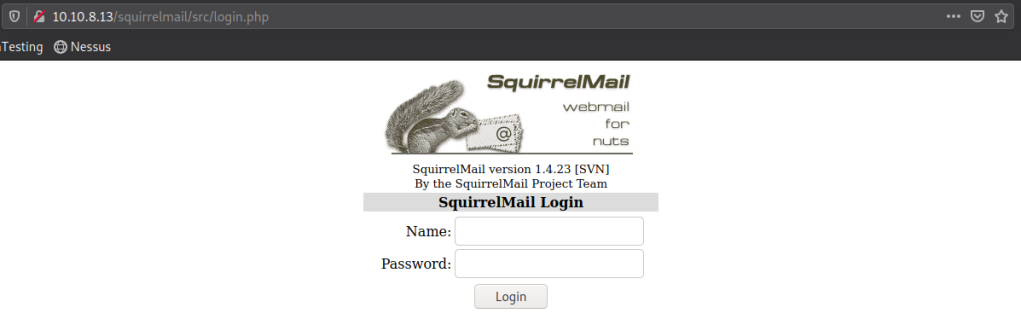 10.10.8.13/squirrelmail/src/login.php
Testing Nessus
SquirrelMail
webmail
for
nuts
@
SquirrelMail version 1.4.23 [SVN]
By the SquirrelMail Project Team
SquirrelMail Login
Name:
Password:
Login